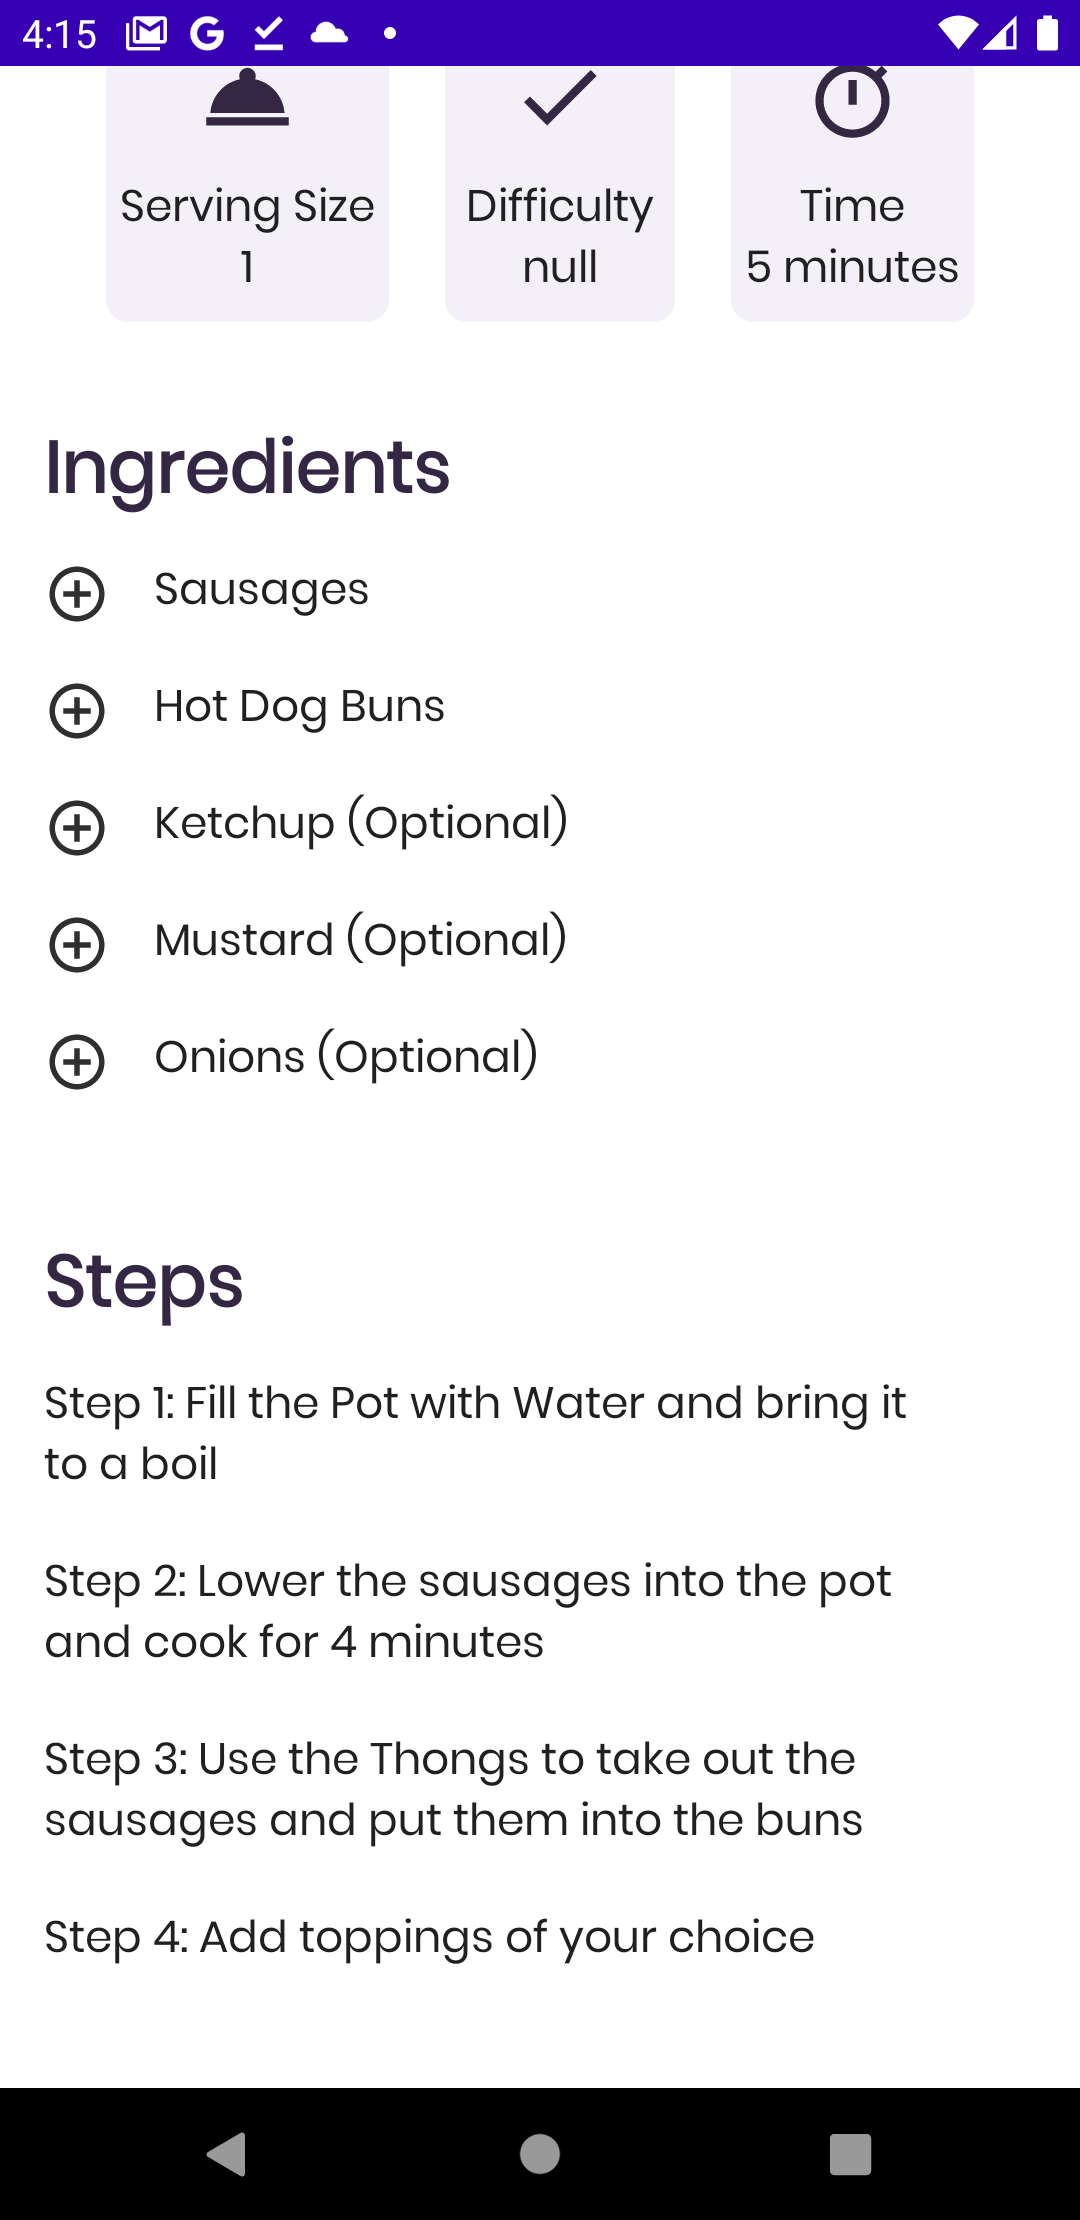 4:15
Serving Size
1
Difficulty
null
Time
5 minutes
Ingredients
Sausages
Hot Dog Buns
Ketchup (Optional)
Mustard (Optional)
Onions (Optional)
Steps
Step 1: Fill the Pot with Water and bring it
to a boil
Step 2: Lower the sausages into the pot
and cook for 4 minutes
Step 3: Use the Thongs to take out the
sausages and put them into the buns
Step 4: Add toppings of your choice